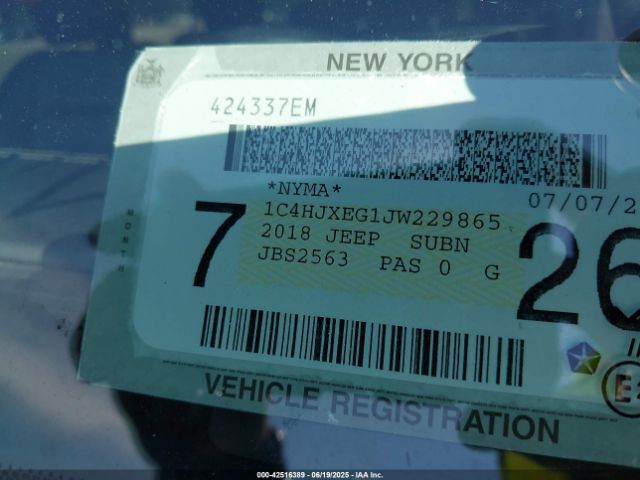 NEW YORK
424337EM
*NYMA*
07/07/2
7
MONTH
1C4HJXEG1JW229865
2018 JEEP SUBN
JBS2563 PAS 0 G
26
VEHICLE REGISTRATION
E
000-42516389 - 06/19/2025 - IAA Inc.